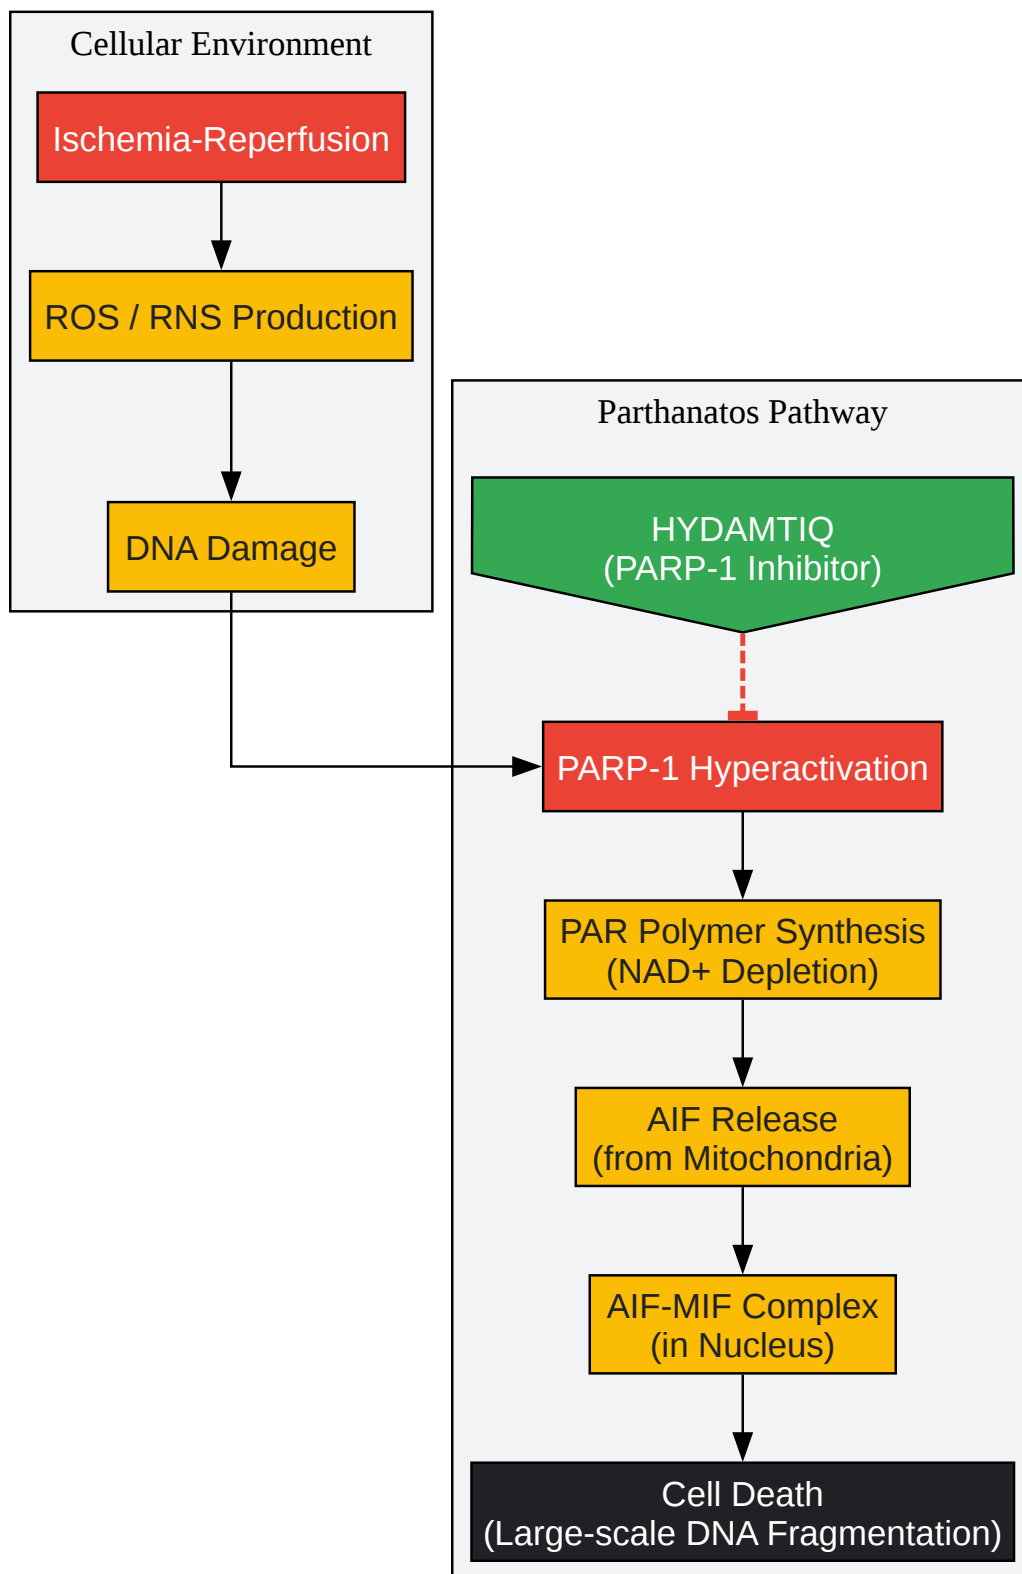 Cellular Environment
Ischemia-Reperfusion
ROS / RNS Production
DNA Damage
Parthanatos Pathway
HYDAMTIQ
(PARP-1 Inhibitor)
PARP-1 Hyperactivation
PAR Polymer Synthesis
(NAD+ Depletion)
AIF Release
(from Mitochondria)
AIF-MIF Complex
(in Nucleus)
Cell Death
(Large-scale DNA Fragmentation)